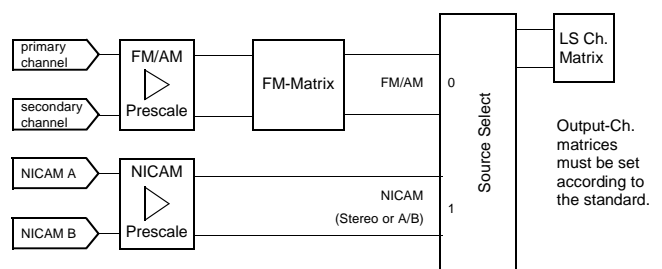 primary
channel
FM/AM
Prescale
FM-Matrix
FM/AM
0
Source Select
LS Ch.
Matrix
secondary
channel
NICAM A
NICAM
Prescale
NICAM
(Stereo or A/B)
1
NICAM B
Output-Ch.
matrices
must be set
according to
the standard.